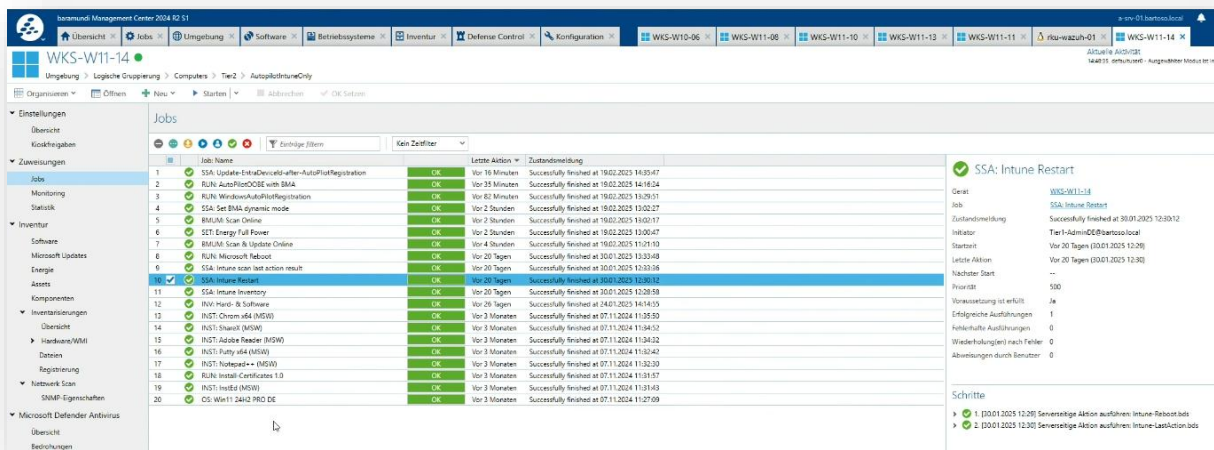 baramundi Management Center 2024 R2 S1
a-srv-01.bartoso.local
Übersicht × Jobs × Umgebung × Software × Betriebssysteme × Inventur × Defense Control × Konfiguration × WKS-W10-06 × WKS-W11-08 × WKS-W11-10 × WKS-W11-13 × WKS-W11-11 × rku-wazuh-01 × WKS-W11-14 ×
WKS-W11-14
Aktuelle Aktivität
Umgebung > Logische Gruppierung > Computers > Tier2 > AutopilotIntuneOnly
Organisieren Öffnen Neu Starten Abbrechen OK Setzen
Einstellungen
Übersicht
Kioskfreigaben
Zuweisungen
Jobs
Monitoring
Statistik
Inventur
Software
Microsoft Updates
Energie
Assets
Komponenten
Inventarisierungen
Übersicht
Hardware/WMI
Dateien
Registrierung
Netzwerk Scan
SNMP-Eigenschaften
Microsoft Defender Antivirus
Übersicht
Bedrohungen
Jobs
Einträge filtern Kein Zeitfilter
Job: Name Letzte Aktion Zustandsmeldung
1 SSA: Update-EntraDeviceId-after-AutoPilotRegistration OK Vor 16 Minuten Successfully finished at 19.02.2025 14:35:47
2 RUN: AutoPilotOOBE with BMA OK Vor 35 Minuten Successfully finished at 19.02.2025 14:16:24
3 RUN: WindowsAutoPilotRegistration OK Vor 82 Minuten Successfully finished at 19.02.2025 13:29:51
4 SSA: Set BMA dynamic mode OK Vor 2 Stunden Successfully finished at 19.02.2025 13:02:27
5 BMUM: Scan Online OK Vor 2 Stunden Successfully finished at 19.02.2025 13:02:17
6 SET: Energy Full Power OK Vor 2 Stunden Successfully finished at 19.02.2025 13:00:47
7 BMUM: Scan & Update Online OK Vor 4 Stunden Successfully finished at 19.02.2025 11:21:10
8 RUN: Microsoft Reboot OK Vor 20 Tagen Successfully finished at 30.01.2025 13:33:48
9 SSA: Intune scan last action result OK Vor 20 Tagen Successfully finished at 30.01.2025 12:33:36
10 SSA: Intune Restart OK Vor 20 Tagen Successfully finished at 30.01.2025 12:30:12
11 SSA: Intune Inventory OK Vor 20 Tagen Successfully finished at 30.01.2025 12:28:58
12 INV: Hard- & Software OK Vor 26 Tagen Successfully finished at 24.01.2025 14:14:55
13 INST: Chrom x64 (MSW) OK Vor 3 Monaten Successfully finished at 07.11.2024 11:35:50
14 INST: ShareX (MSW) OK Vor 3 Monaten Successfully finished at 07.11.2024 11:34:52
15 INST: Adobe Reader (MSW) OK Vor 3 Monaten Successfully finished at 07.11.2024 11:34:32
16 INST: Putty x64 (MSW) OK Vor 3 Monaten Successfully finished at 07.11.2024 11:32:42
17 INST: Notepad++ (MSW) OK Vor 3 Monaten Successfully finished at 07.11.2024 11:32:30
18 RUN: Install-Certificates 1.0 OK Vor 3 Monaten Successfully finished at 07.11.2024 11:31:57
19 INST: InstEd (MSW) OK Vor 3 Monaten Successfully finished at 07.11.2024 11:31:43
20 OS: Win11 24H2 PRO DE OK Vor 3 Monaten Successfully finished at 07.11.2024 11:27:09
SSA: Intune Restart
Gerät WKS-W11-14
Job SSA: Intune Restart
Zustandsmeldung Successfully finished at 30.01.2025 12:30:12
Initiator Tier1-AdminDE@bartoso.local
Startzeit Vor 20 Tagen (30.01.2025 12:29)
Letzte Aktion Vor 20 Tagen (30.01.2025 12:30)
Nächster Start --
Priorität 500
Voraussetzung ist erfüllt Ja
Erfolgreiche Ausführungen 1
Fehlerhafte Ausführungen 0
Wiederholung(en) nach Fehler 0
Abweisungen durch Benutzer 0
Schritte
1. [30.01.2025 12:29] Serverseitige Aktion ausführen: Intune-Reboot.bds
2. [30.01.2025 12:30] Serverseitige Aktion ausführen: Intune-LastAction.bds